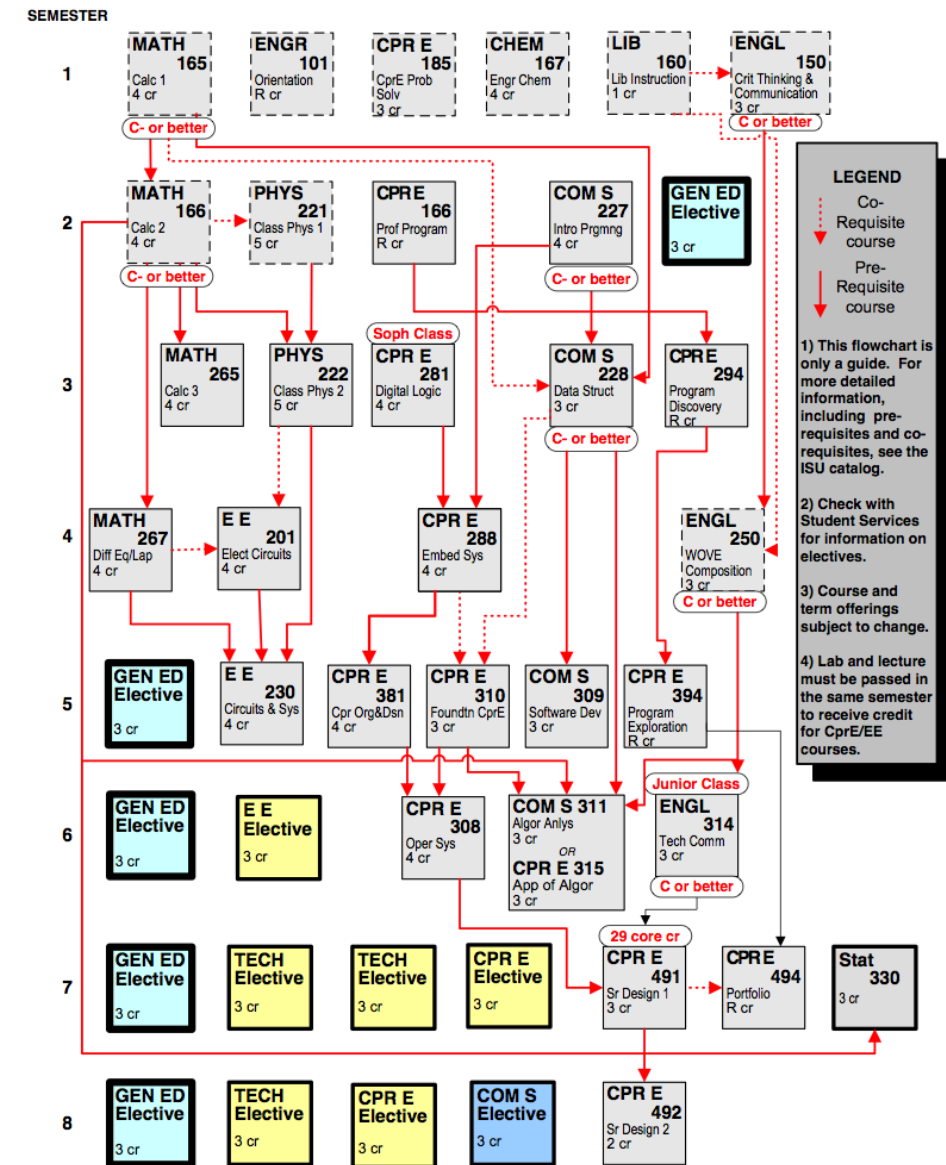 SEMESTER
1
MATH
165
Calc 1
4 cr
ENGR
101
Orientation
R cr
CPR E
185
CprE Prob
Solv
3 cr
CHEM
167
Engr Chem
4 cr
LIB
160
Lib Instruction
1 cr
ENGL
150
Crit Thinking &
Communication
3 cr
C- or better
C or better
2
MATH
166
Calc 2
4 cr
PHYS
221
Class Phys 1
5 cr
CPR E
166
Prof Program
R cr
COM S
227
Intro Prgmng
4 cr
GEN ED
Elective
3 cr
C- or better
C- or better
3
MATH
265
Calc 3
4 cr
PHYS
222
Class Phys 2
5 cr
Soph Class
CPR E
281
Digital Logic
4 cr
COM S
228
Data Struct
3 cr
CPR E
294
Program
Discovery
R cr
C- or better
4
MATH
267
Diff Eq/Lap
4 cr
E E
201
Elect Circuits
4 cr
CPR E
288
Embed Sys
4 cr
ENGL
250
WOVE
Composition
3 cr
C or better
5
GEN ED
Elective
3 cr
E E
230
Circuits & Sys
4 cr
CPR E
381
Cpr Org&Dsn
4 cr
CPR E
310
Foundtn CprE
3 cr
COM S
309
Software Dev
3 cr
CPR E
394
Program
Exploration
R cr
6
GEN ED
Elective
3 cr
E E
Elective
3 cr
CPR E
308
Oper Sys
4 cr
COM S 311
Algor Anlys
3 cr
OR
CPR E 315
App of Algor
3 cr
Junior Class
ENGL
314
Tech Comm
3 cr
C or better
7
GEN ED
Elective
3 cr
TECH
Elective
3 cr
TECH
Elective
3 cr
CPR E
Elective
3 cr
29 core cr
CPR E
491
Sr Design 1
3 cr
CPR E
494
Portfolio
R cr
Stat
330
3 cr
8
GEN ED
Elective
3 cr
TECH
Elective
3 cr
CPR E
Elective
3 cr
COM S
Elective
3 cr
CPR E
492
Sr Design 2
2 cr
LEGEND
Co-
Requisite
course
Pre-
Requisite
course
1) This flowchart is
only a guide. For
more detailed
information,
including pre-
requisites and co-
requisites, see the
ISU catalog.
2) Check with
Student Services
for information on
electives.
3) Course and
term offerings
subject to change.
4) Lab and lecture
must be passed in
the same semester
to receive credit
for CprE/EE
courses.